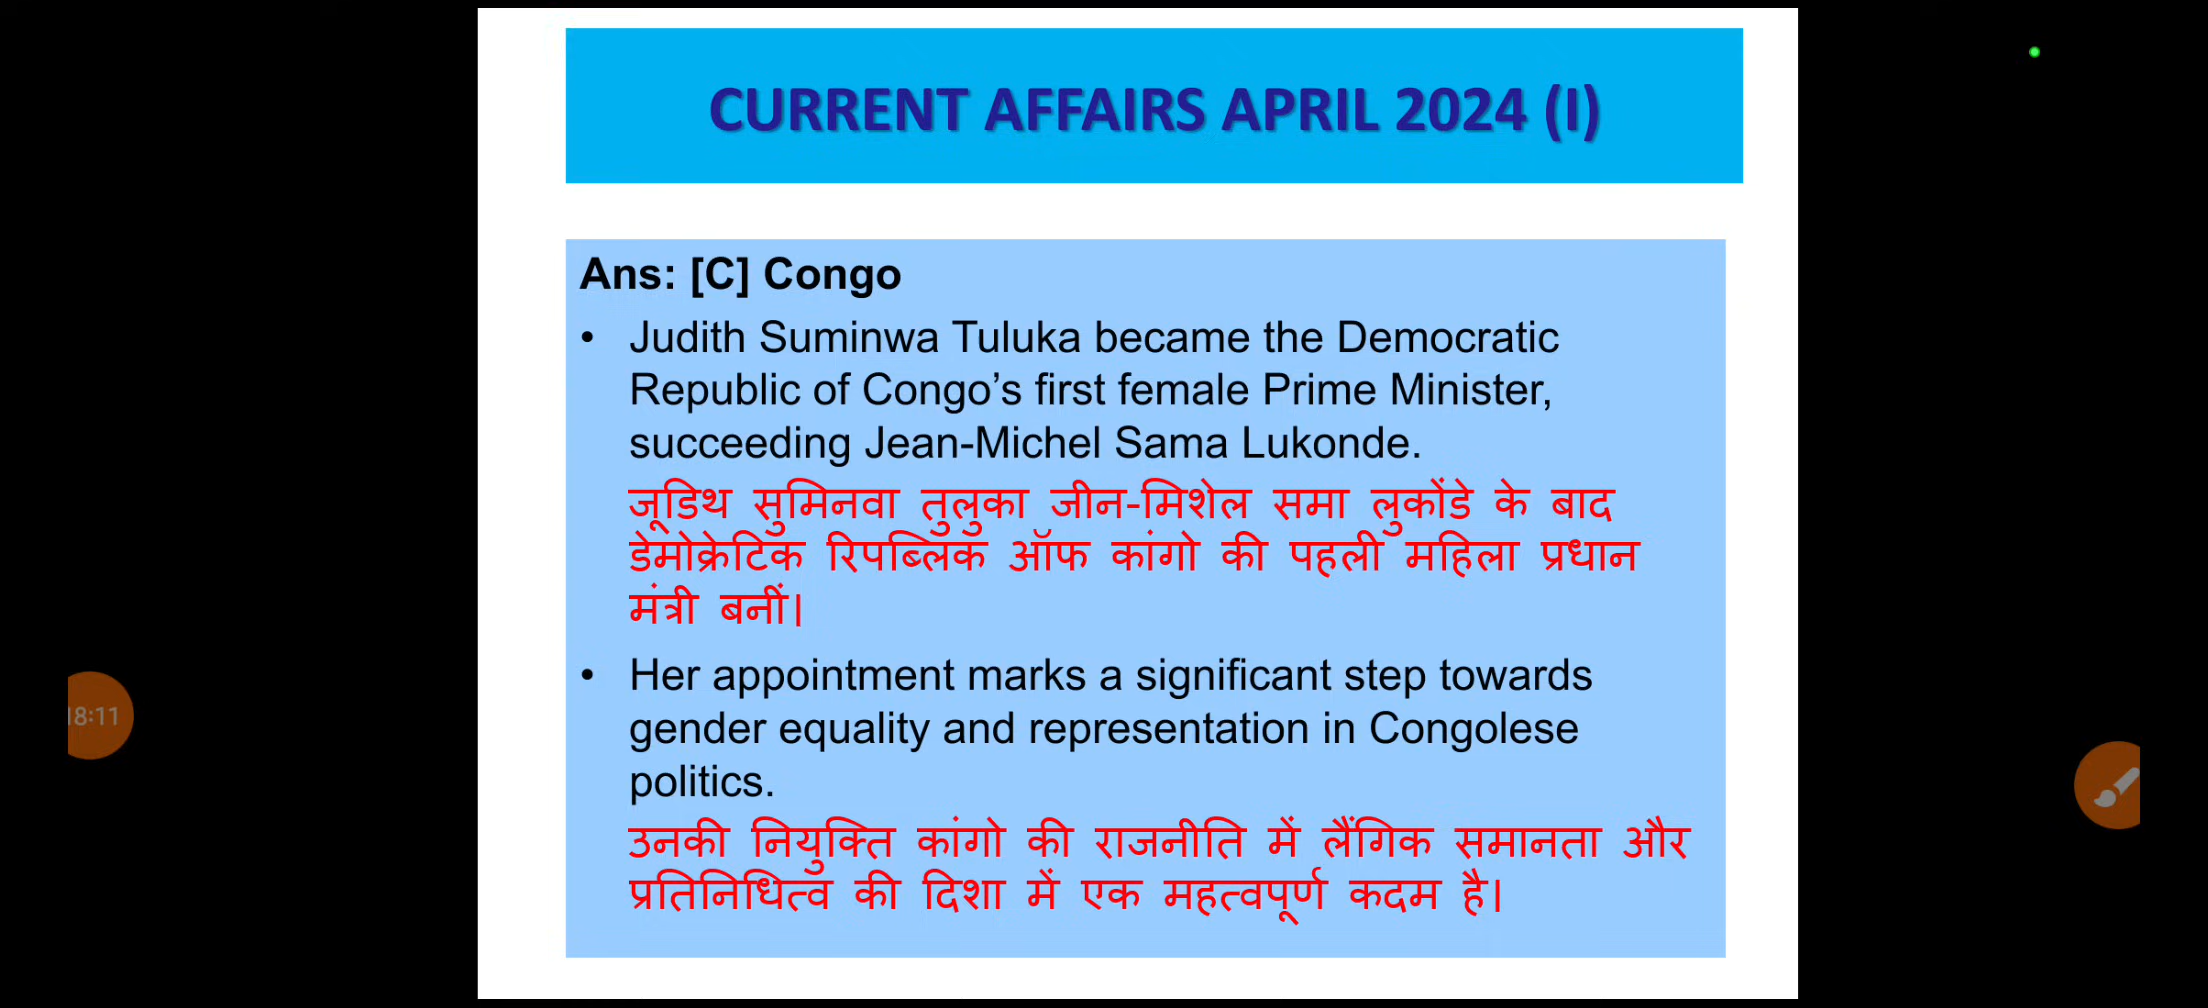 CURRENT AFFAIRS APRIL 2024 (I)
Ans: [C] Congo
• Judith Suminwa Tuluka became the Democratic
Republic of Congo’s first female Prime Minister,
succeeding Jean-Michel Sama Lukonde.
जूडिथ सुमिनवा तुलुका जीन-मिशेल समा लुकोंडे के बाद
डेमोक्रेटिक रिपब्लिक ऑफ कांगो की पहली महिला प्रधान
मंत्री बनीं।
• Her appointment marks a significant step towards
gender equality and representation in Congolese
politics.
उनकी नियुक्ति कांगो की राजनीति में लैंगिक समानता और
प्रतिनिधित्व की दिशा में एक महत्वपूर्ण कदम है।
18:11